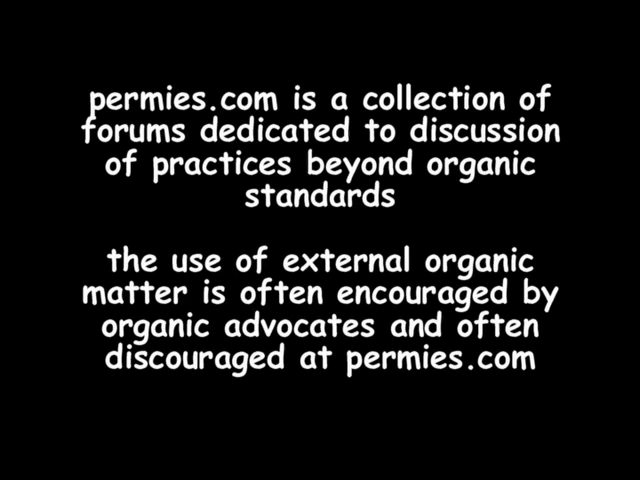 permies.com is a collection of
forums dedicated to discussion
of practices beyond organic
standards
the use of external organic
matter is often encouraged by
organic advocates and often
discouraged at permies.com